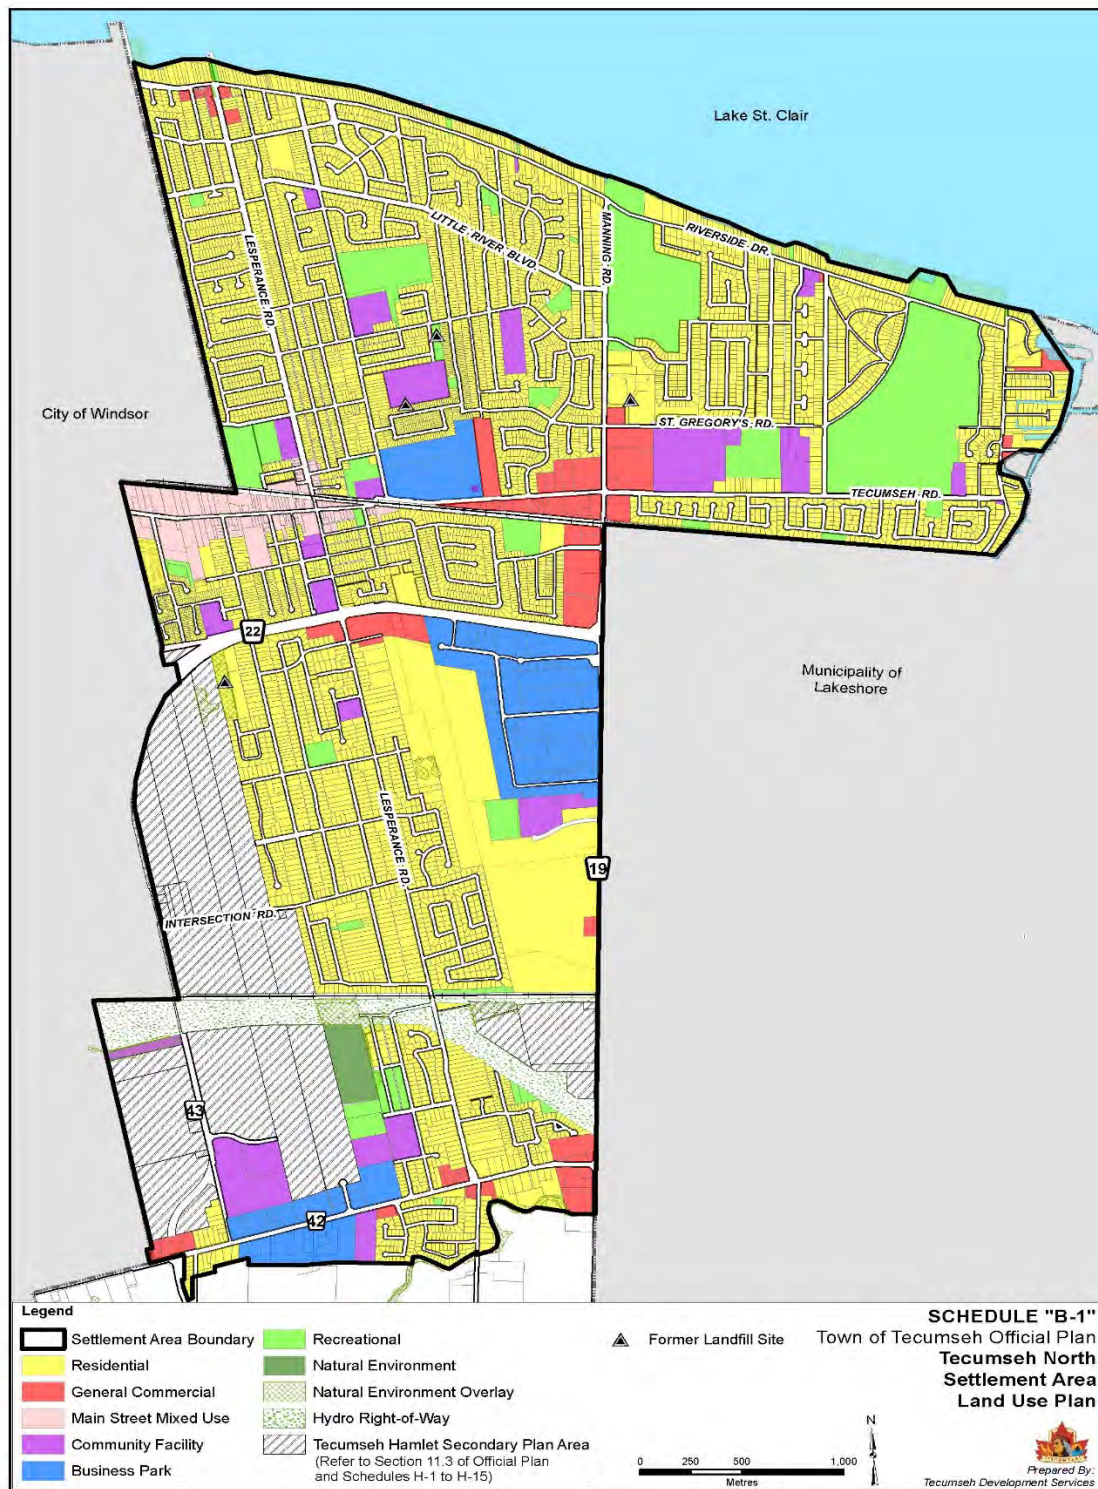 Lake St. Clair
RIVERSIDE DR.
MANNING RD.
LITTLE RIVER BLVD.
LESPERANCE RD.
City of Windsor
ST. GREGORY'S RD.
TECUMSEH RD.
22
Municipality of
Lakeshore
LESPERANCE RD.
19
INTERSECTION RD.
43
42
Legend
Settlement Area Boundary
Residential
General Commercial
Main Street Mixed Use
Community Facility
Business Park
Recreational
Natural Environment
Natural Environment Overlay
Hydro Right-of-Way
Tecumseh Hamlet Secondary Plan Area
(Refer to Section 11.3 of Official Plan
and Schedules H-1 to H-15)
Former Landfill Site
N
0 250 500 1,000
Metres
SCHEDULE "B-1"
Town of Tecumseh Official Plan
Tecumseh North
Settlement Area
Land Use Plan
Prepared By:
Tecumseh Development Services